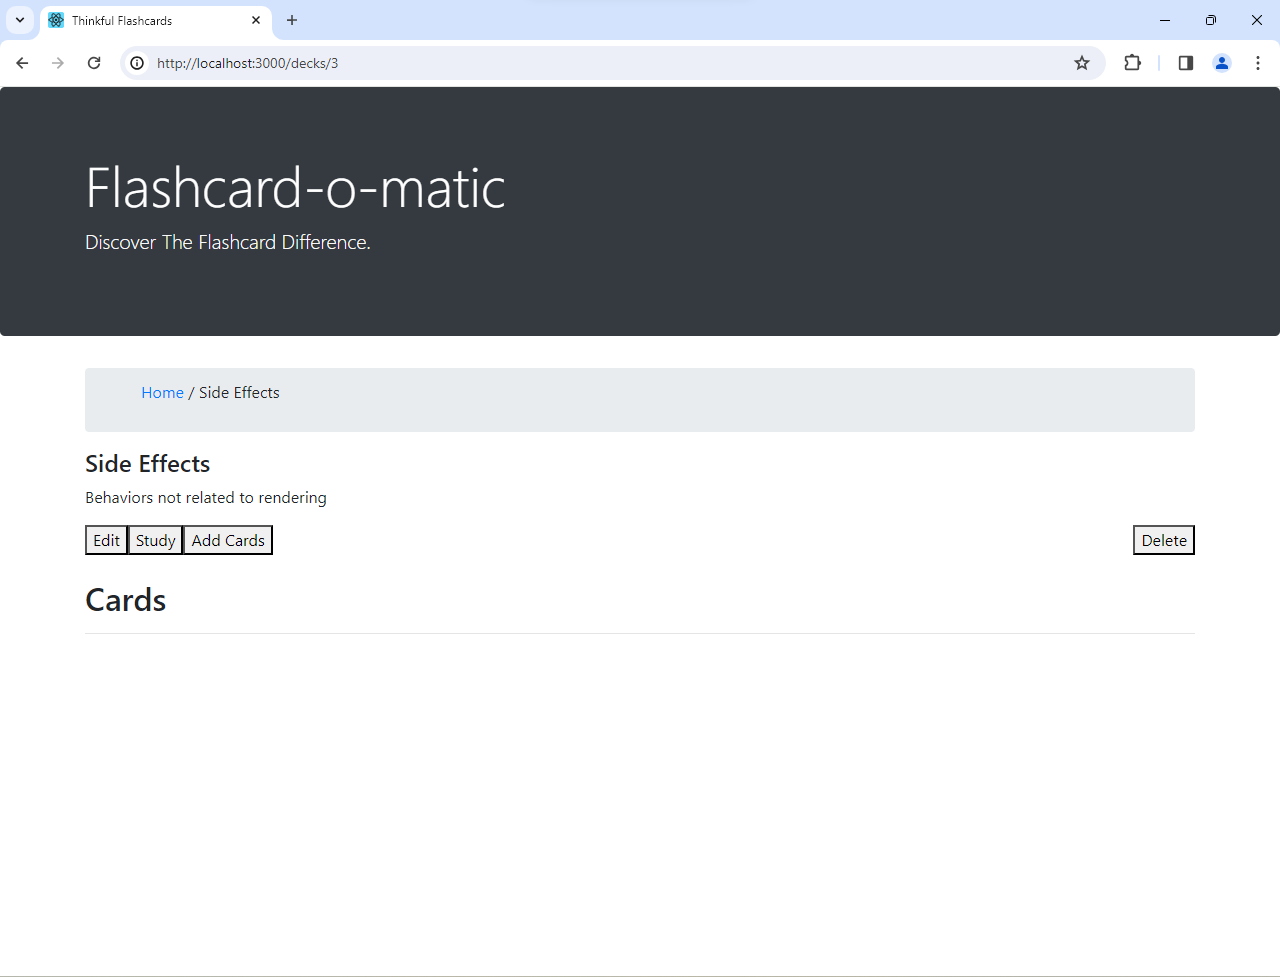 Thinkful Flashcards
http://localhost:3000/decks/3
Flashcard-o-matic
Discover The Flashcard Difference.
Home / Side Effects
Side Effects
Behaviors not related to rendering
Edit Study Add Cards Delete
Cards